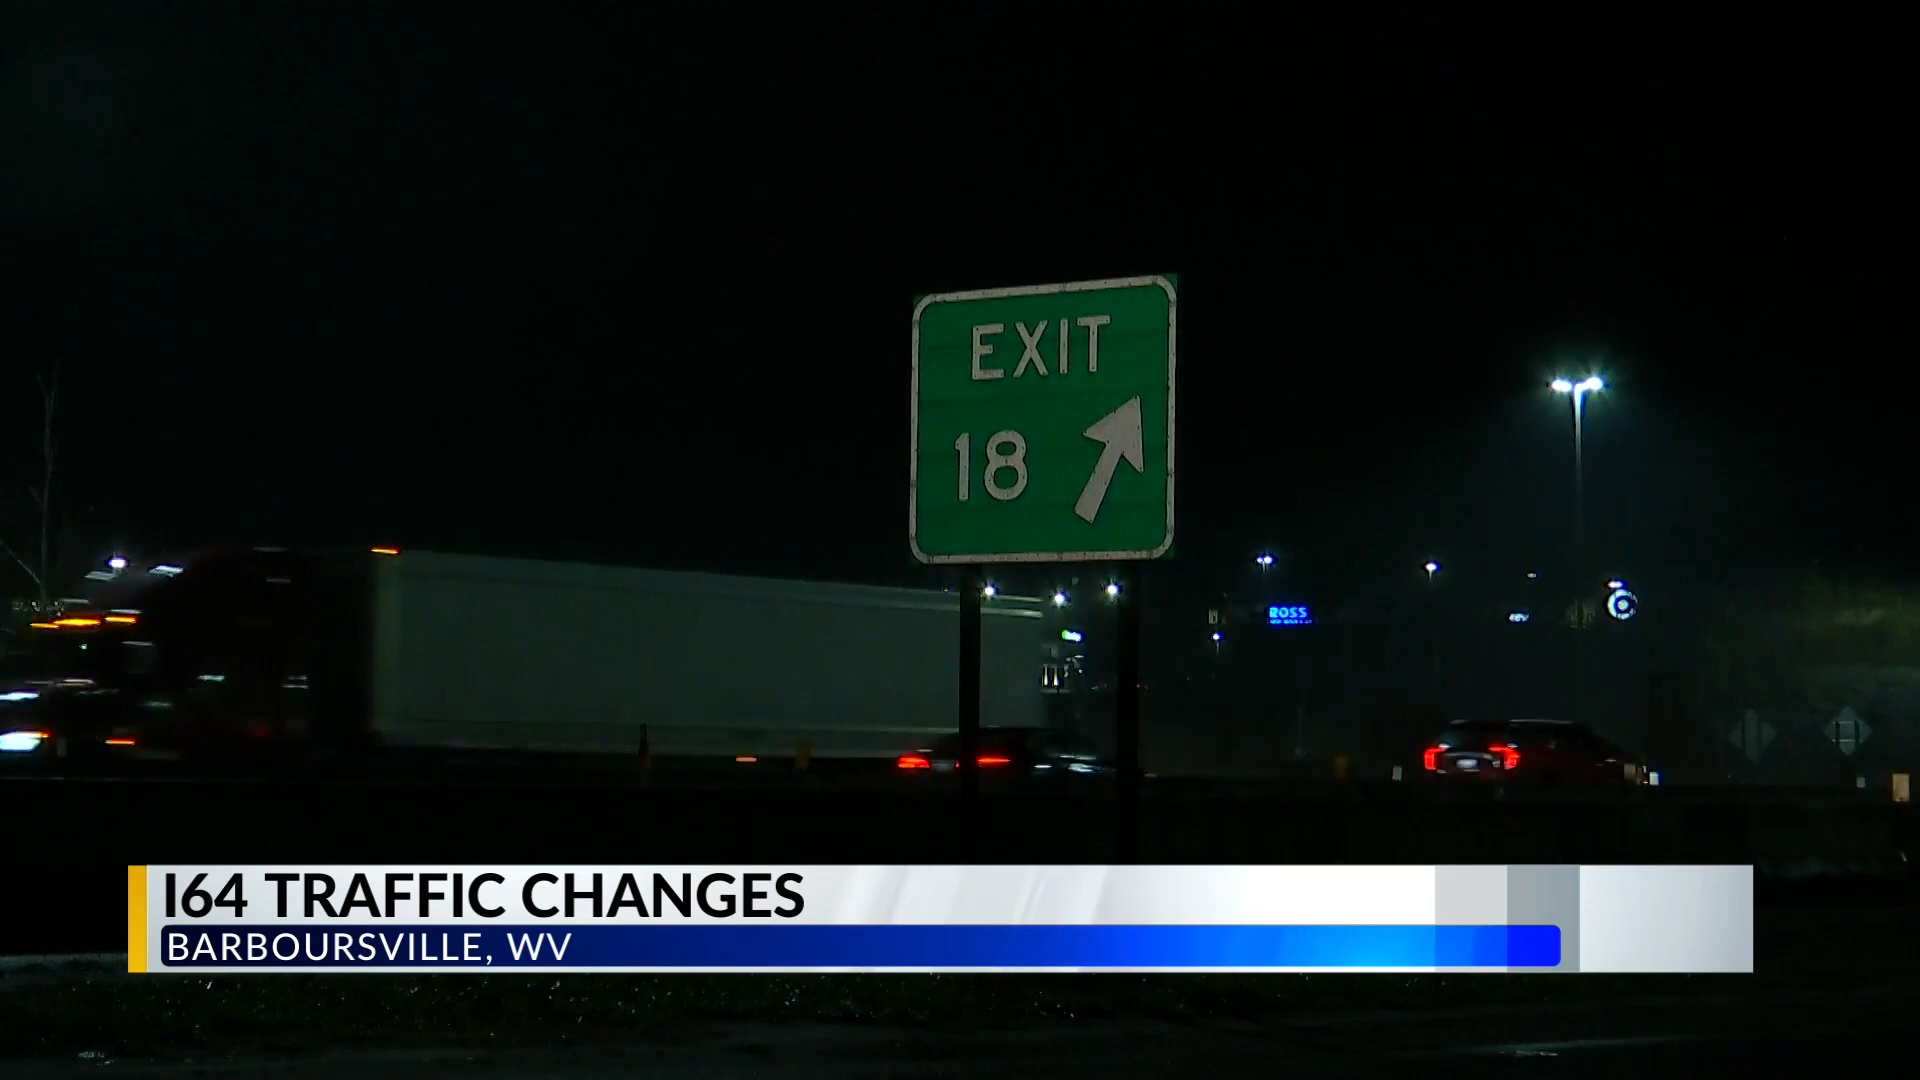 EXIT
18
ROSS
I64 TRAFFIC CHANGES
BARBOURSVILLE, WV